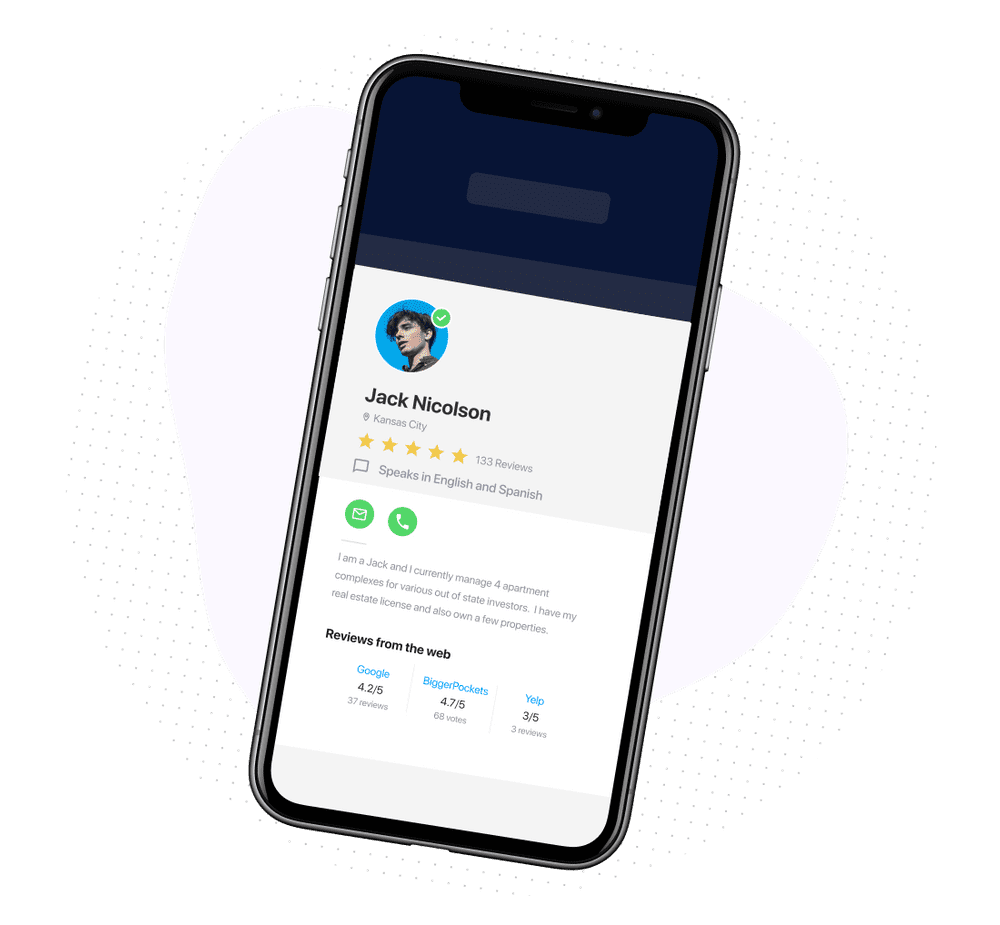 Jack Nicolson
Kansas City
133 Reviews
Speaks in English and Spanish
I am a Jack and I currently manage 4 apartment
complexes for various out of state investors. I have my
real estate license and also own a few properties.
Reviews from the web
Google
4.2/5
37 reviews
BiggerPockets
4.7/5
68 votes
Yelp
3/5
3 reviews